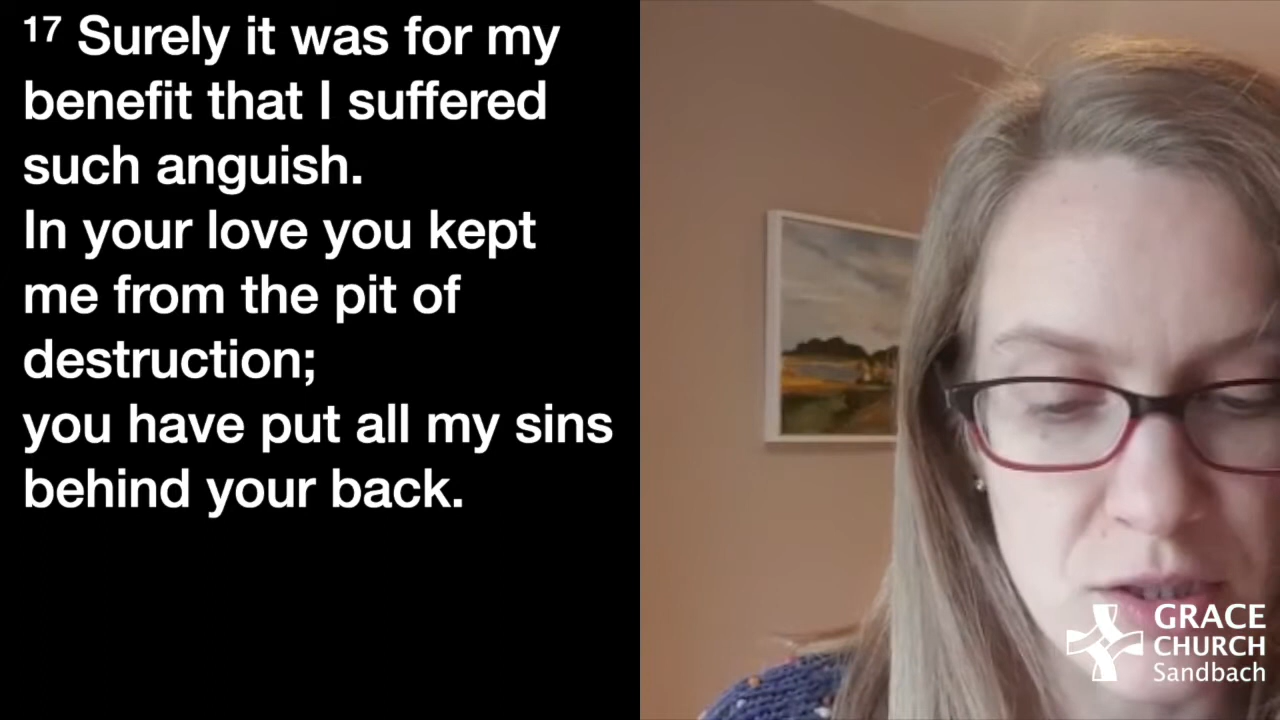 17 Surely it was for my
benefit that I suffered
such anguish.
In your love you kept
me from the pit of
destruction;
you have put all my sins
behind your back.
GRACE
CHURCH
Sandbach